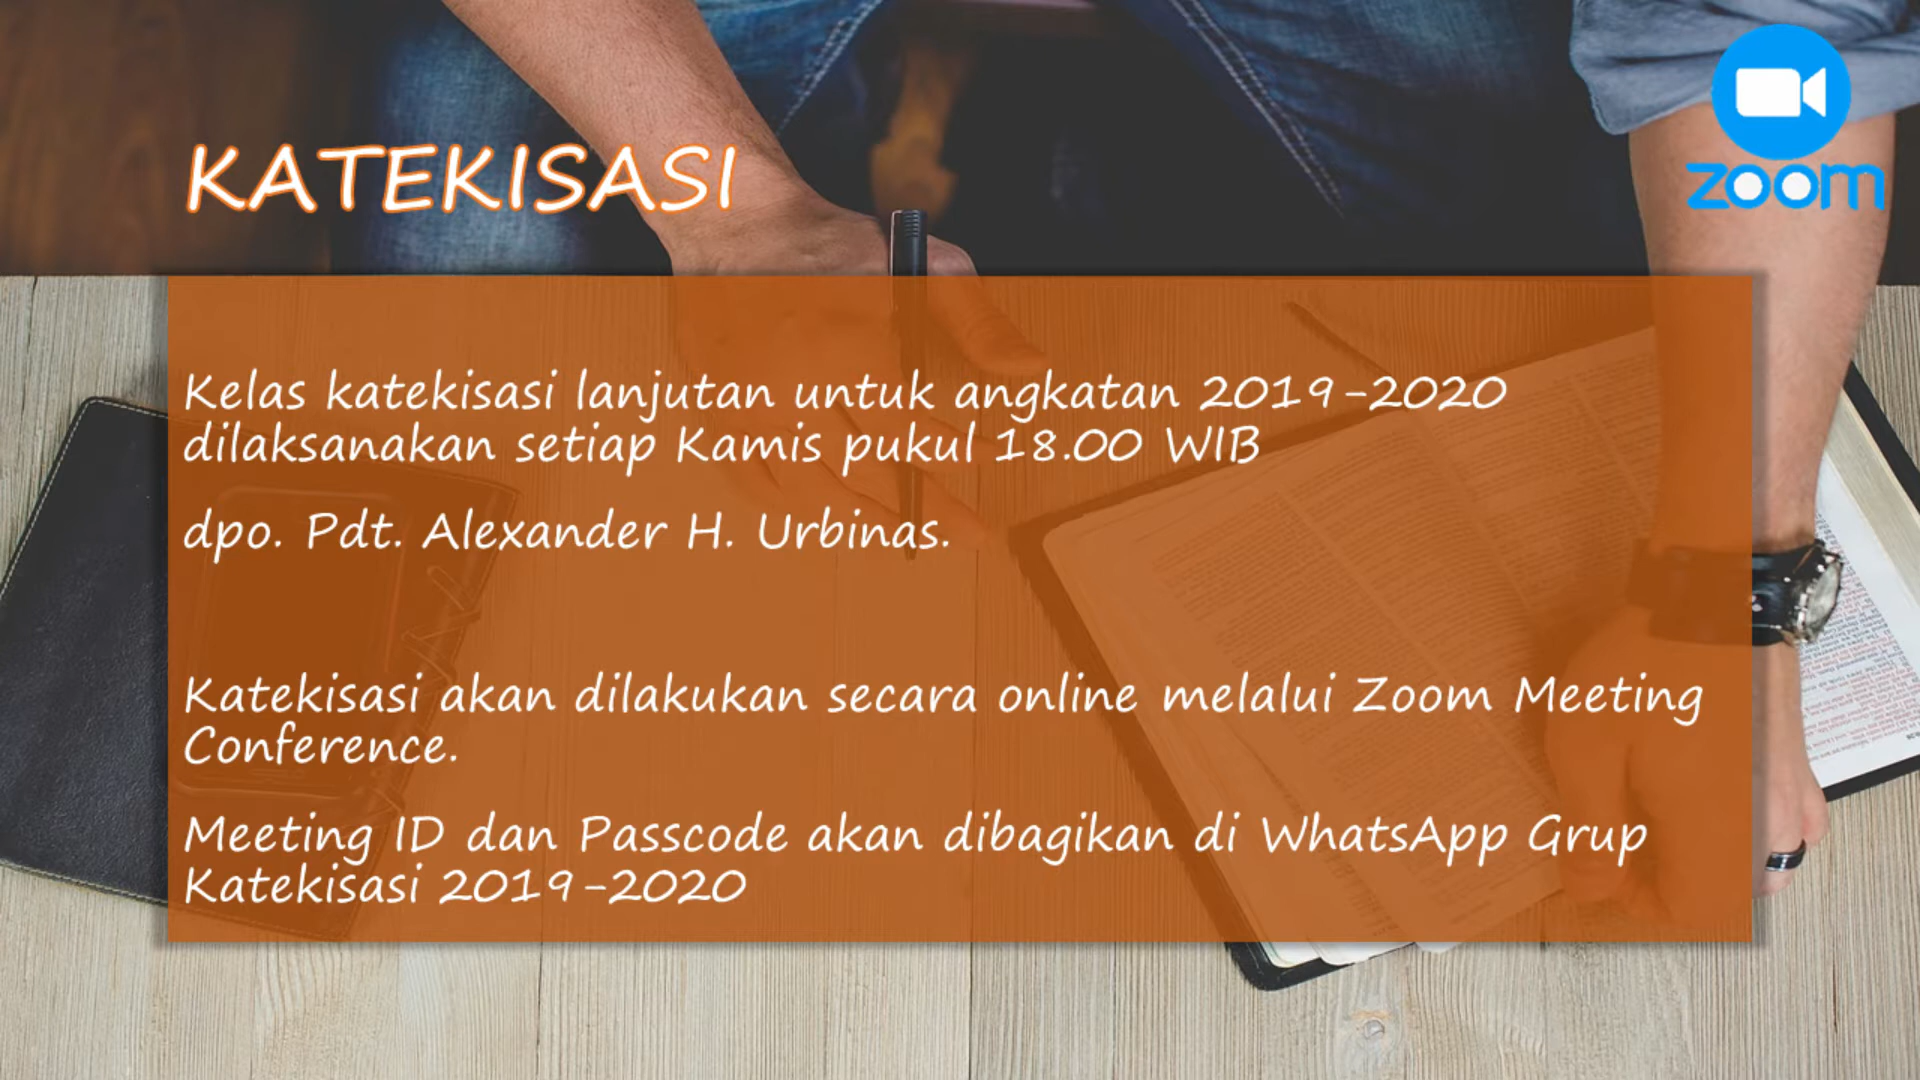 zoom
KATEKISASI
Kelas katekisasi lanjutan untuk angkatan 2019-2020
dilaksanakan setiap Kamis pukul 18.00 WIB
dpo. Pdt. Alexander H. Urbinas.
Katekisasi akan dilakukan secara online melalui Zoom Meeting
Conference.
Meeting ID dan Passcode akan dibagikan di WhatsApp Grup
Katekisasi 2019-2020